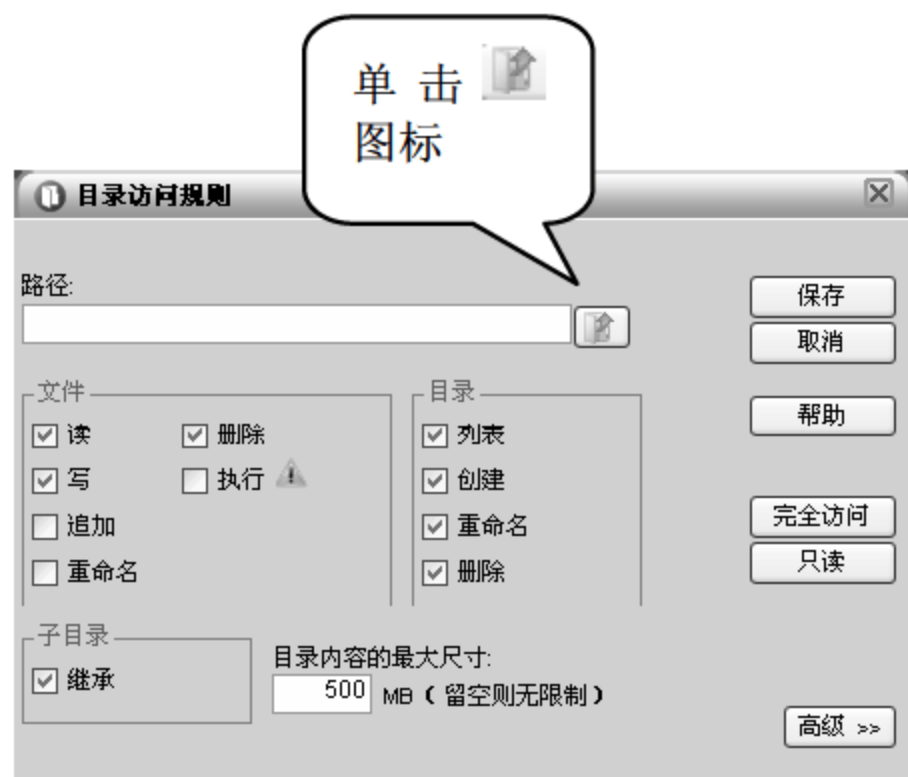 单击
图标
目录访问规则
路径:
保存
取消
文件
目录
帮助
读
删除
列表
写
执行
创建
追加
重命名
完全访问
重命名
删除
只读
子目录
继承
目录内容的最大尺寸:
500 MB (留空则无限制)
高级 >>